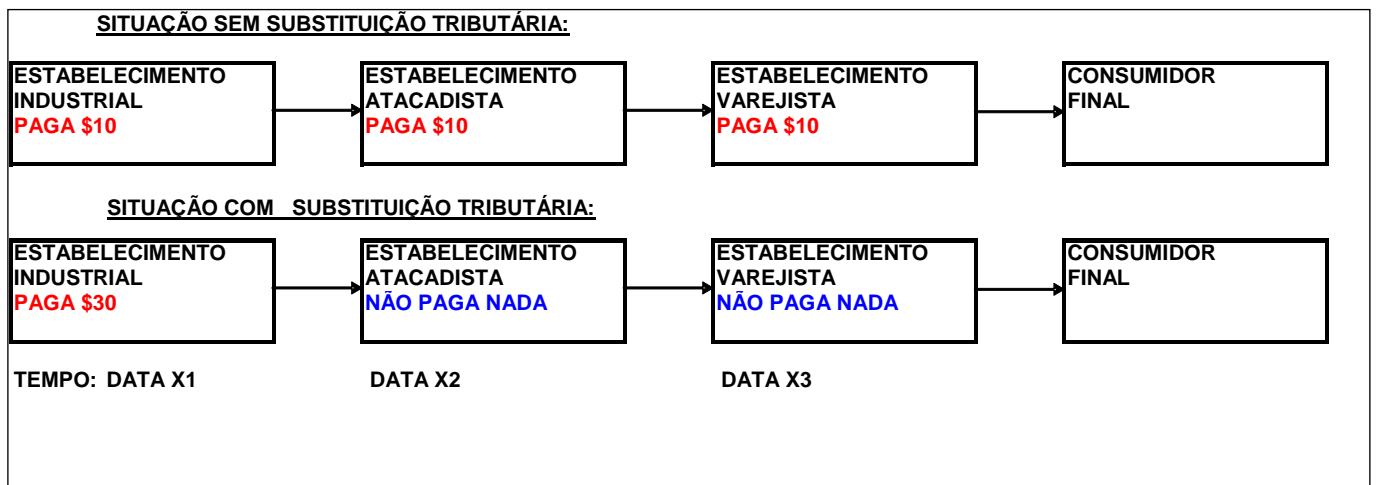 SITUAÇÃO SEM SUBSTITUIÇÃO TRIBUTÁRIA:
ESTABELECIMENTO
INDUSTRIAL
PAGA $10
ESTABELECIMENTO
ATACADISTA
PAGA $10
ESTABELECIMENTO
VAREJISTA
PAGA $10
CONSUMIDOR
FINAL
SITUAÇÃO COM SUBSTITUIÇÃO TRIBUTÁRIA:
ESTABELECIMENTO
INDUSTRIAL
PAGA $30
ESTABELECIMENTO
ATACADISTA
NÃO PAGA NADA
ESTABELECIMENTO
VAREJISTA
NÃO PAGA NADA
CONSUMIDOR
FINAL
TEMPO: DATA X1 DATA X2 DATA X3